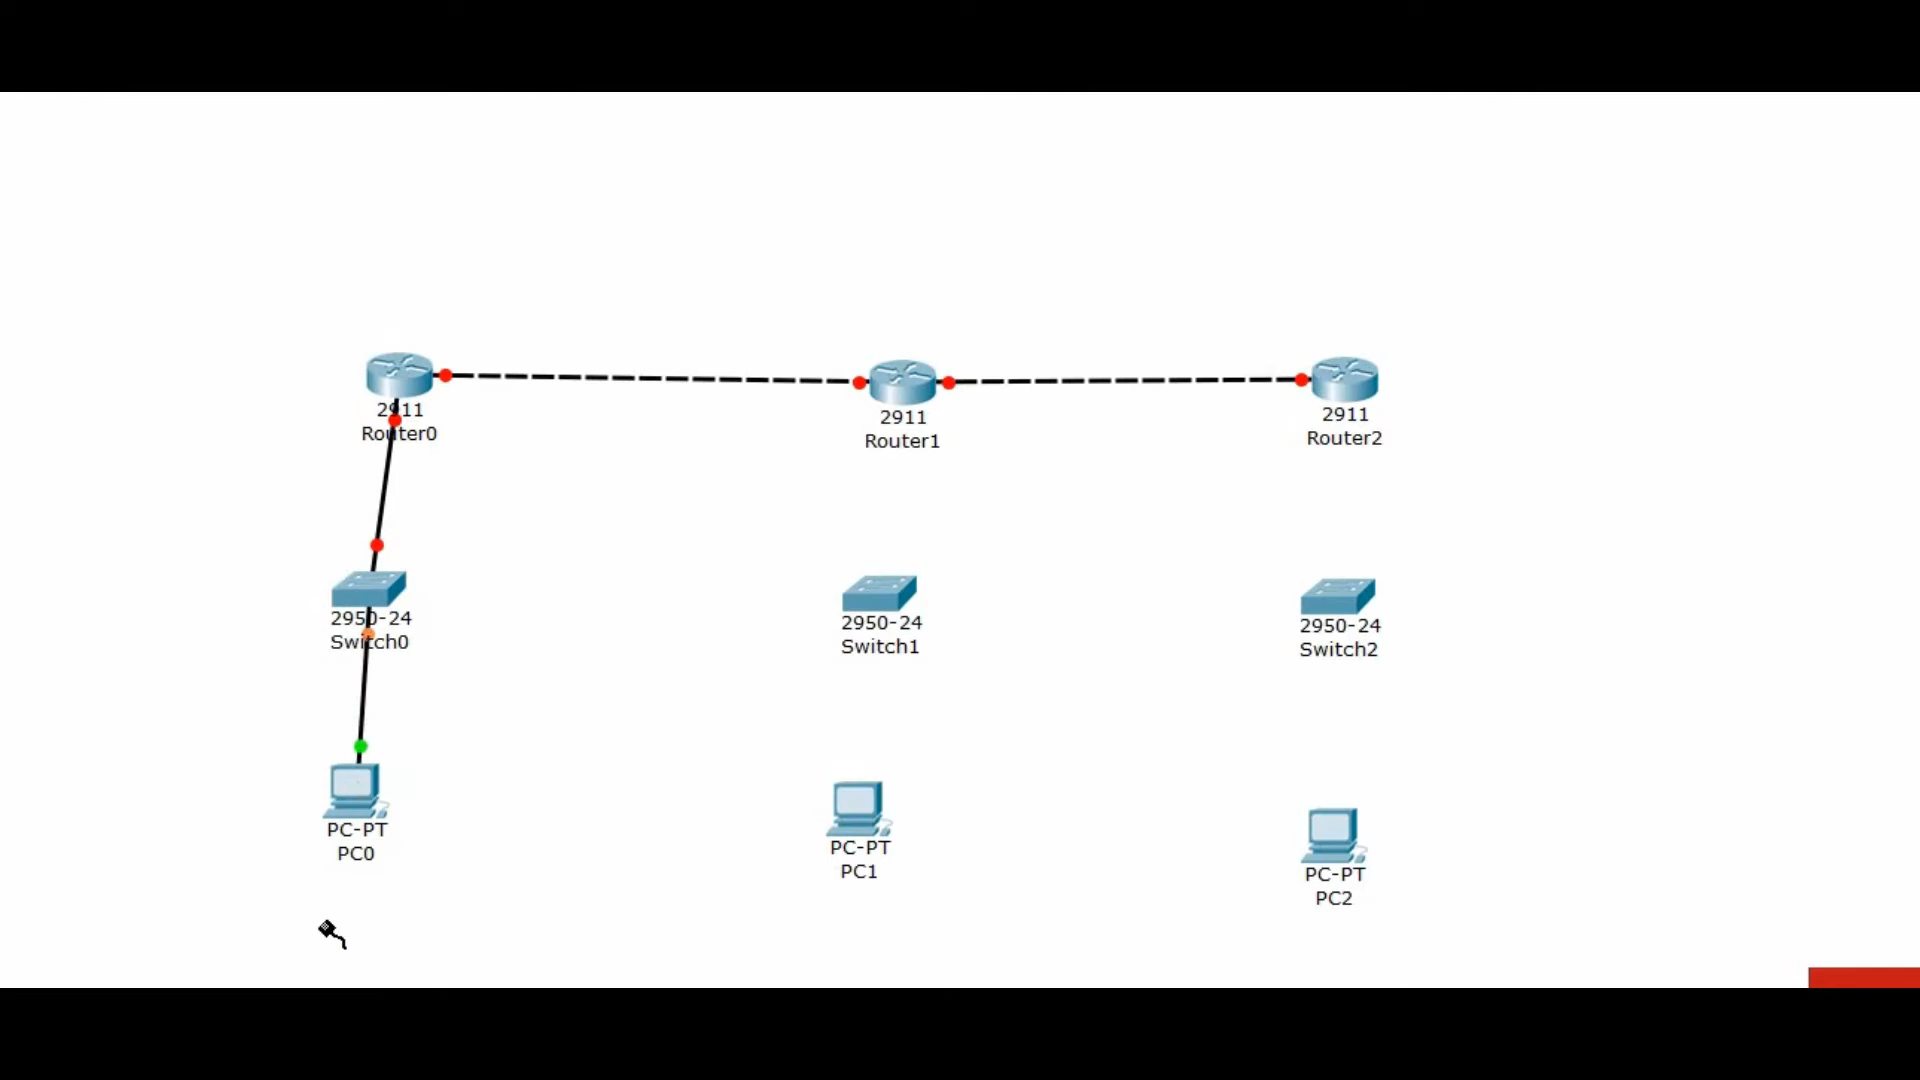 2911
Router0
2911
Router1
2911
Router2
2950-24
Switch0
2950-24
Switch1
2950-24
Switch2
PC-PT
PC0
PC-PT
PC1
PC-PT
PC2